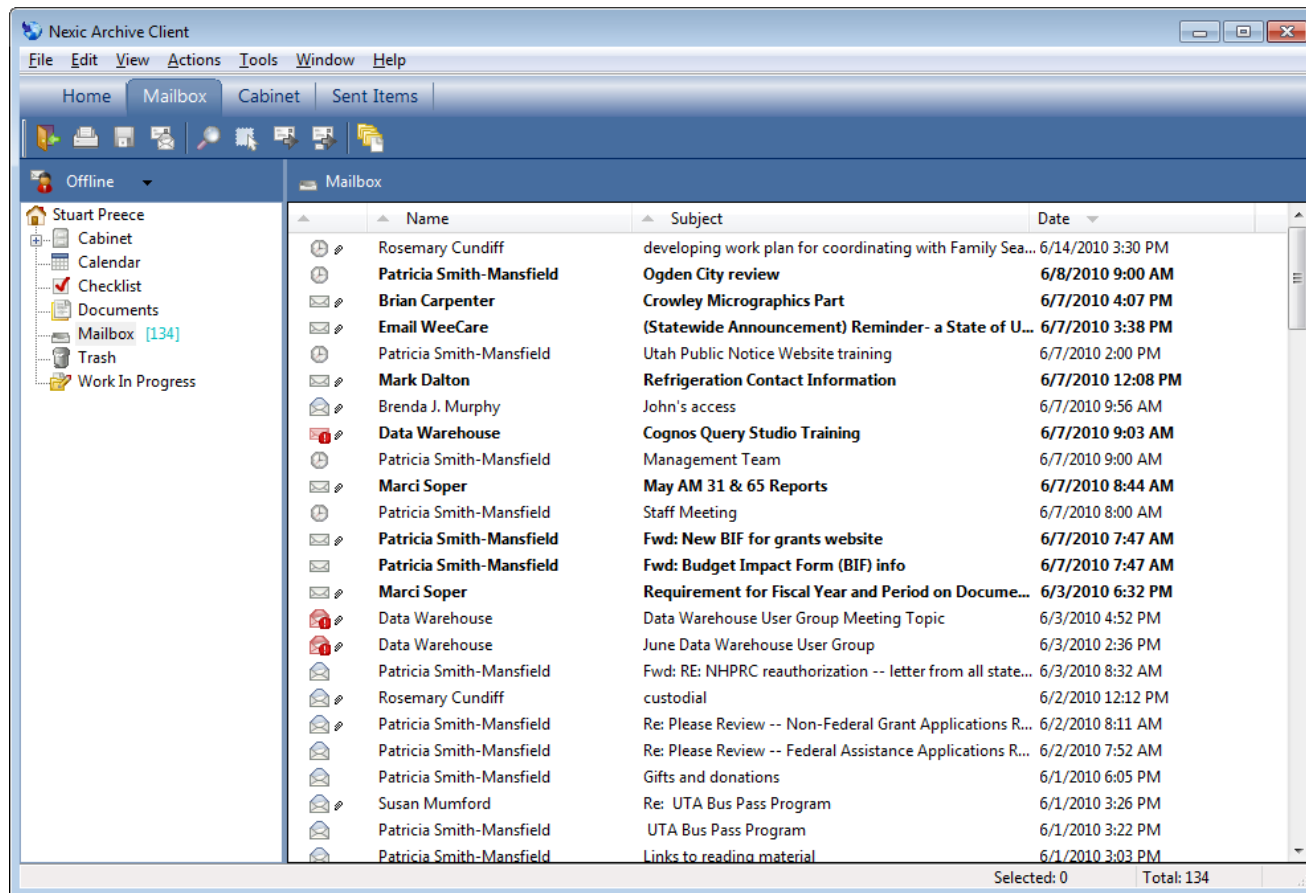 Nexic Archive Client
File Edit View Actions Tools Window Help
Home Mailbox Cabinet Sent Items
Offline
Mailbox
Stuart Preece
Cabinet
Calendar
Checklist
Documents
Mailbox [134]
Trash
Work In Progress
Name Subject Date
Rosemary Cundiff developing work plan for coordinating with Family Sea... 6/14/2010 3:30 PM
Patricia Smith-Mansfield Ogden City review 6/8/2010 9:00 AM
Brian Carpenter Crowley Micrographics Part 6/7/2010 4:07 PM
Email WeeCare (Statewide Announcement) Reminder- a State of U... 6/7/2010 3:38 PM
Patricia Smith-Mansfield Utah Public Notice Website training 6/7/2010 2:00 PM
Mark Dalton Refrigeration Contact Information 6/7/2010 12:08 PM
Brenda J. Murphy John's access 6/7/2010 9:56 AM
Data Warehouse Cognos Query Studio Training 6/7/2010 9:03 AM
Patricia Smith-Mansfield Management Team 6/7/2010 9:00 AM
Marci Soper May AM 31 & 65 Reports 6/7/2010 8:44 AM
Patricia Smith-Mansfield Staff Meeting 6/7/2010 8:00 AM
Patricia Smith-Mansfield Fwd: New BIF for grants website 6/7/2010 7:47 AM
Patricia Smith-Mansfield Fwd: Budget Impact Form (BIF) info 6/7/2010 7:47 AM
Marci Soper Requirement for Fiscal Year and Period on Docume... 6/3/2010 6:32 PM
Data Warehouse Data Warehouse User Group Meeting Topic 6/3/2010 4:52 PM
Data Warehouse June Data Warehouse User Group 6/3/2010 2:36 PM
Patricia Smith-Mansfield Fwd: RE: NHPRC reauthorization -- letter from all state... 6/3/2010 8:32 AM
Rosemary Cundiff custodial 6/2/2010 12:12 PM
Patricia Smith-Mansfield Re: Please Review -- Non-Federal Grant Applications R... 6/2/2010 8:11 AM
Patricia Smith-Mansfield Re: Please Review -- Federal Assistance Applications R... 6/2/2010 7:52 AM
Patricia Smith-Mansfield Gifts and donations 6/1/2010 6:05 PM
Susan Mumford Re: UTA Bus Pass Program 6/1/2010 3:26 PM
Patricia Smith-Mansfield UTA Bus Pass Program 6/1/2010 3:22 PM
Patricia Smith-Mansfield Links to reading material 6/1/2010 3:03 PM
Selected: 0 Total: 134